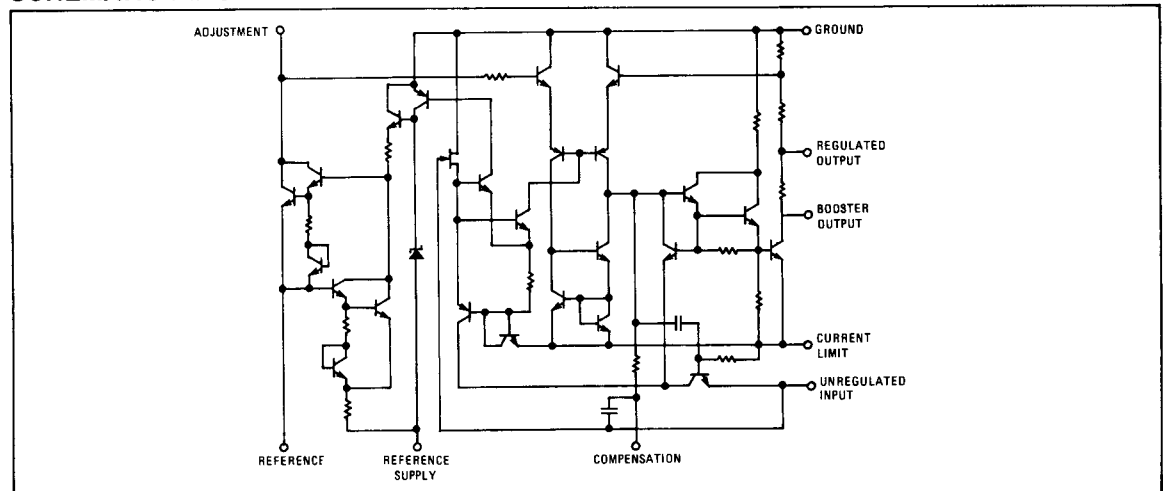 ADJUSTMENT
GROUND
REGULATED
OUTPUT
BOOSTER
OUTPUT
CURRENT
LIMIT
UNREGULATED
INPUT
REFERENCE
REFERENCE
SUPPLY
COMPENSATION